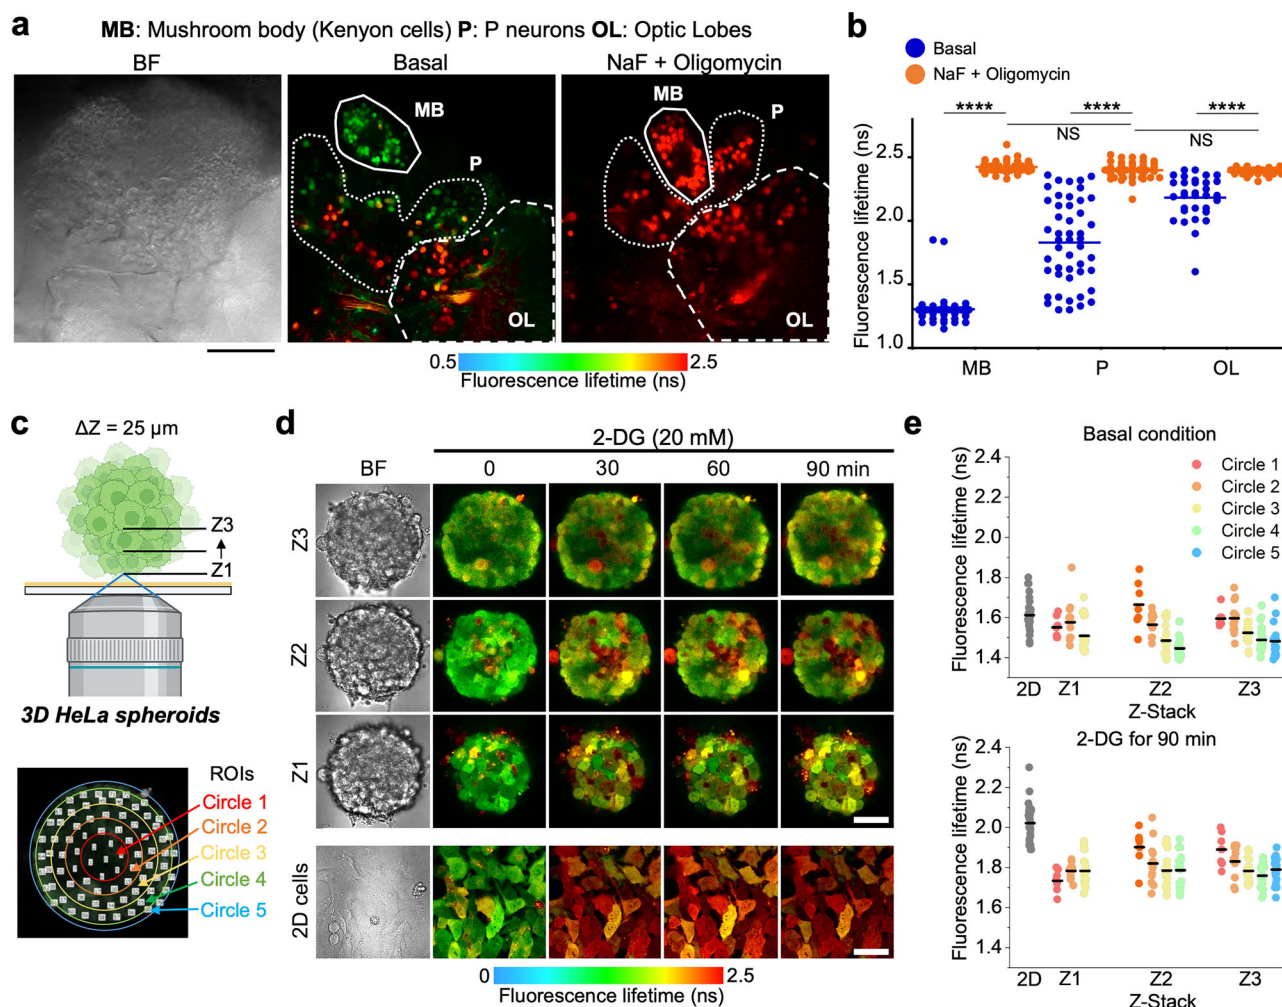 a
MB: Mushroom body (Kenyon cells) P: P neurons OL: Optic Lobes
BF
Basal
NaF + Oligomycin
MB
P
OL
MB
P
OL
0.5
2.5
Fluorescence lifetime (ns)
b
Basal
NaF + Oligomycin
****
****
****
NS
NS
Fluorescence lifetime (ns)
2.5
2.0
1.5
1.0
MB
P
OL
c
ΔZ = 25 µm
Z3
Z1
3D HeLa spheroids
ROIs
Circle 1
Circle 2
Circle 3
Circle 4
Circle 5
d
2-DG (20 mM)
BF
0
30
60
90 min
Z3
Z2
Z1
2D cells
0
2.5
Fluorescence lifetime (ns)
e
Basal condition
Fluorescence lifetime (ns)
2.4
2.2
2.0
1.8
1.6
1.4
Circle 1
Circle 2
Circle 3
Circle 4
Circle 5
2D
Z1
Z2
Z3
Z-Stack
2-DG for 90 min
Fluorescence lifetime (ns)
2.4
2.2
2.0
1.8
1.6
1.4
2D
Z1
Z2
Z3
Z-Stack